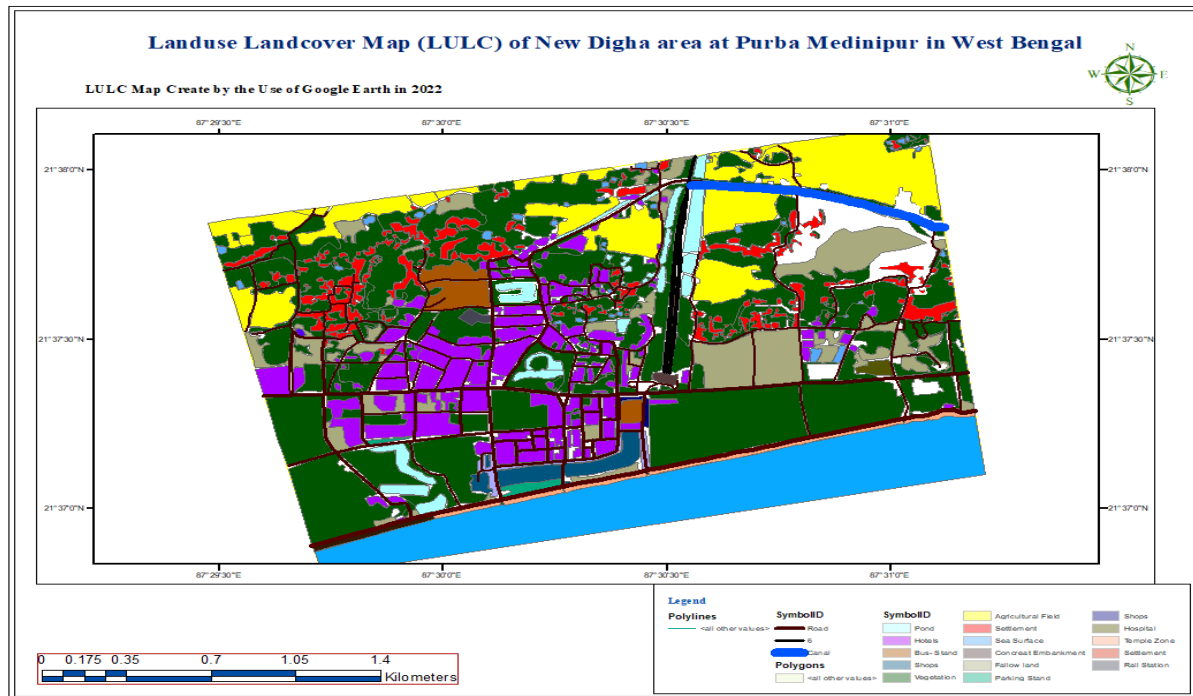 Landuse Landcover Map (LULC) of New Digha area at Purba Medinipur in West Bengal
N
W E
S
LULC Map Create by the Use of Google Earth in 2022
87°29'30"E 87°30'0"E 87°30'30"E 87°31'0"E
21°38'0"N 21°38'0"N
21°37'30"N 21°37'30"N
21°37'0"N 21°37'0"N
87°29'30"E 87°30'0"E 87°30'30"E 87°31'0"E
0 0.175 0.35 0.7 1.05 1.4
Kilometers
Legend
Polylines
<all other values>
SymbolID
Road
6
Canal
Polygons
<all other values>
SymbolID
Pond
Hotels
Bus- Stand
Shops
Vegetation
Agricultural Field
Settlement
Sea Surface
Concreat Embankment
Fallow land
Parking Stand
Shops
Hospital
Temple Zone
Settlement
Rail Station